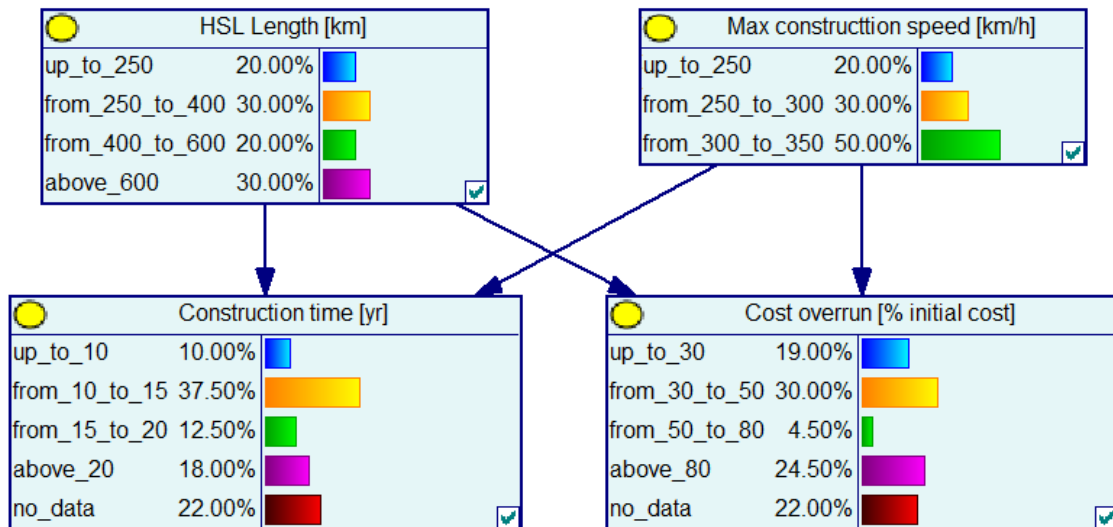 HSL Length [km]
up_to_250 20.00%
from_250_to_400 30.00%
from_400_to_600 20.00%
above_600 30.00%
Max constructtion speed [km/h]
up_to_250 20.00%
from_250_to_300 30.00%
from_300_to_350 50.00%
Construction time [yr]
up_to_10 10.00%
from_10_to_15 37.50%
from_15_to_20 12.50%
above_20 18.00%
no_data 22.00%
Cost overrun [% initial cost]
up_to_30 19.00%
from_30_to_50 30.00%
from_50_to_80 4.50%
above_80 24.50%
no_data 22.00%